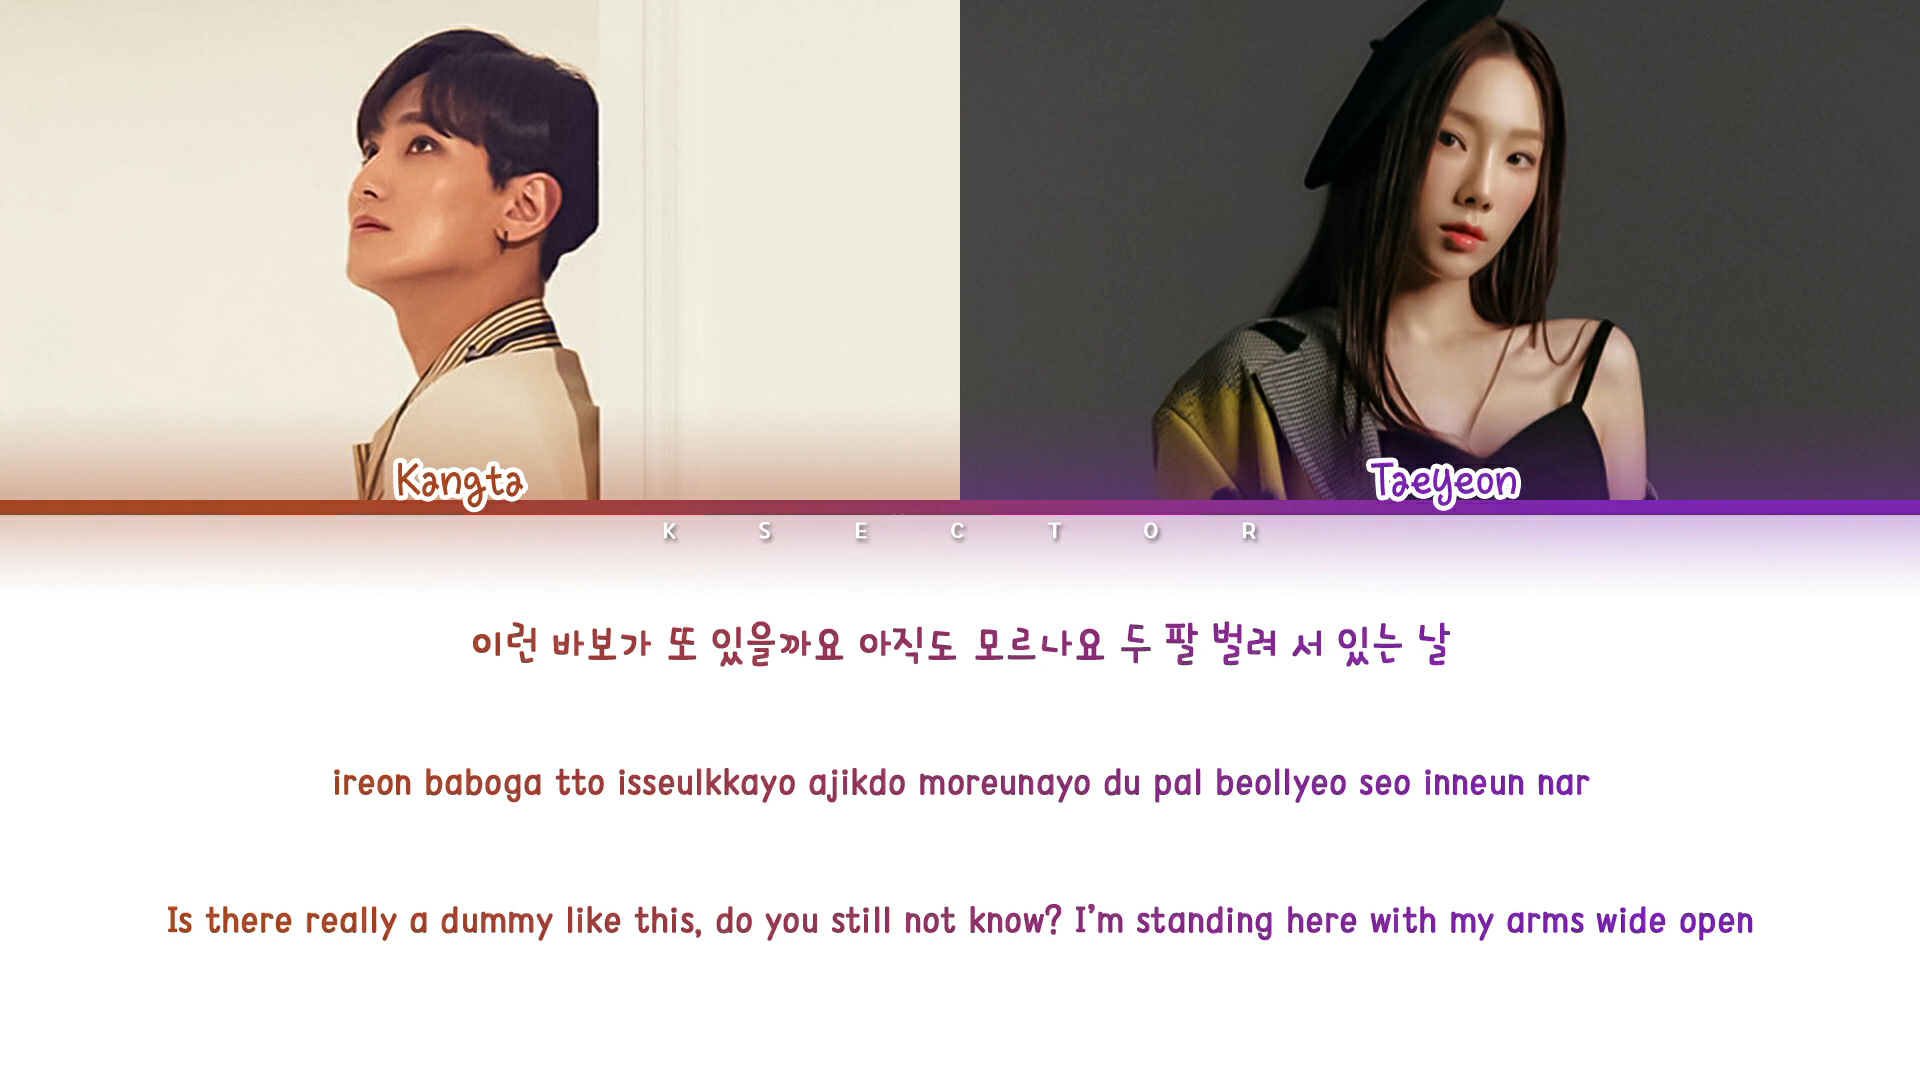 Kangta
Taeyeon
K S E C T O R
이런 바보가 또 있을까요 아직도 모르나요 두 팔 벌려 서 있는 날
ireon baboga tto isseulkkayo ajikdo moreunayo du pal beollyeo seo inneun nar
Is there really a dummy like this, do you still not know? I'm standing here with my arms wide open